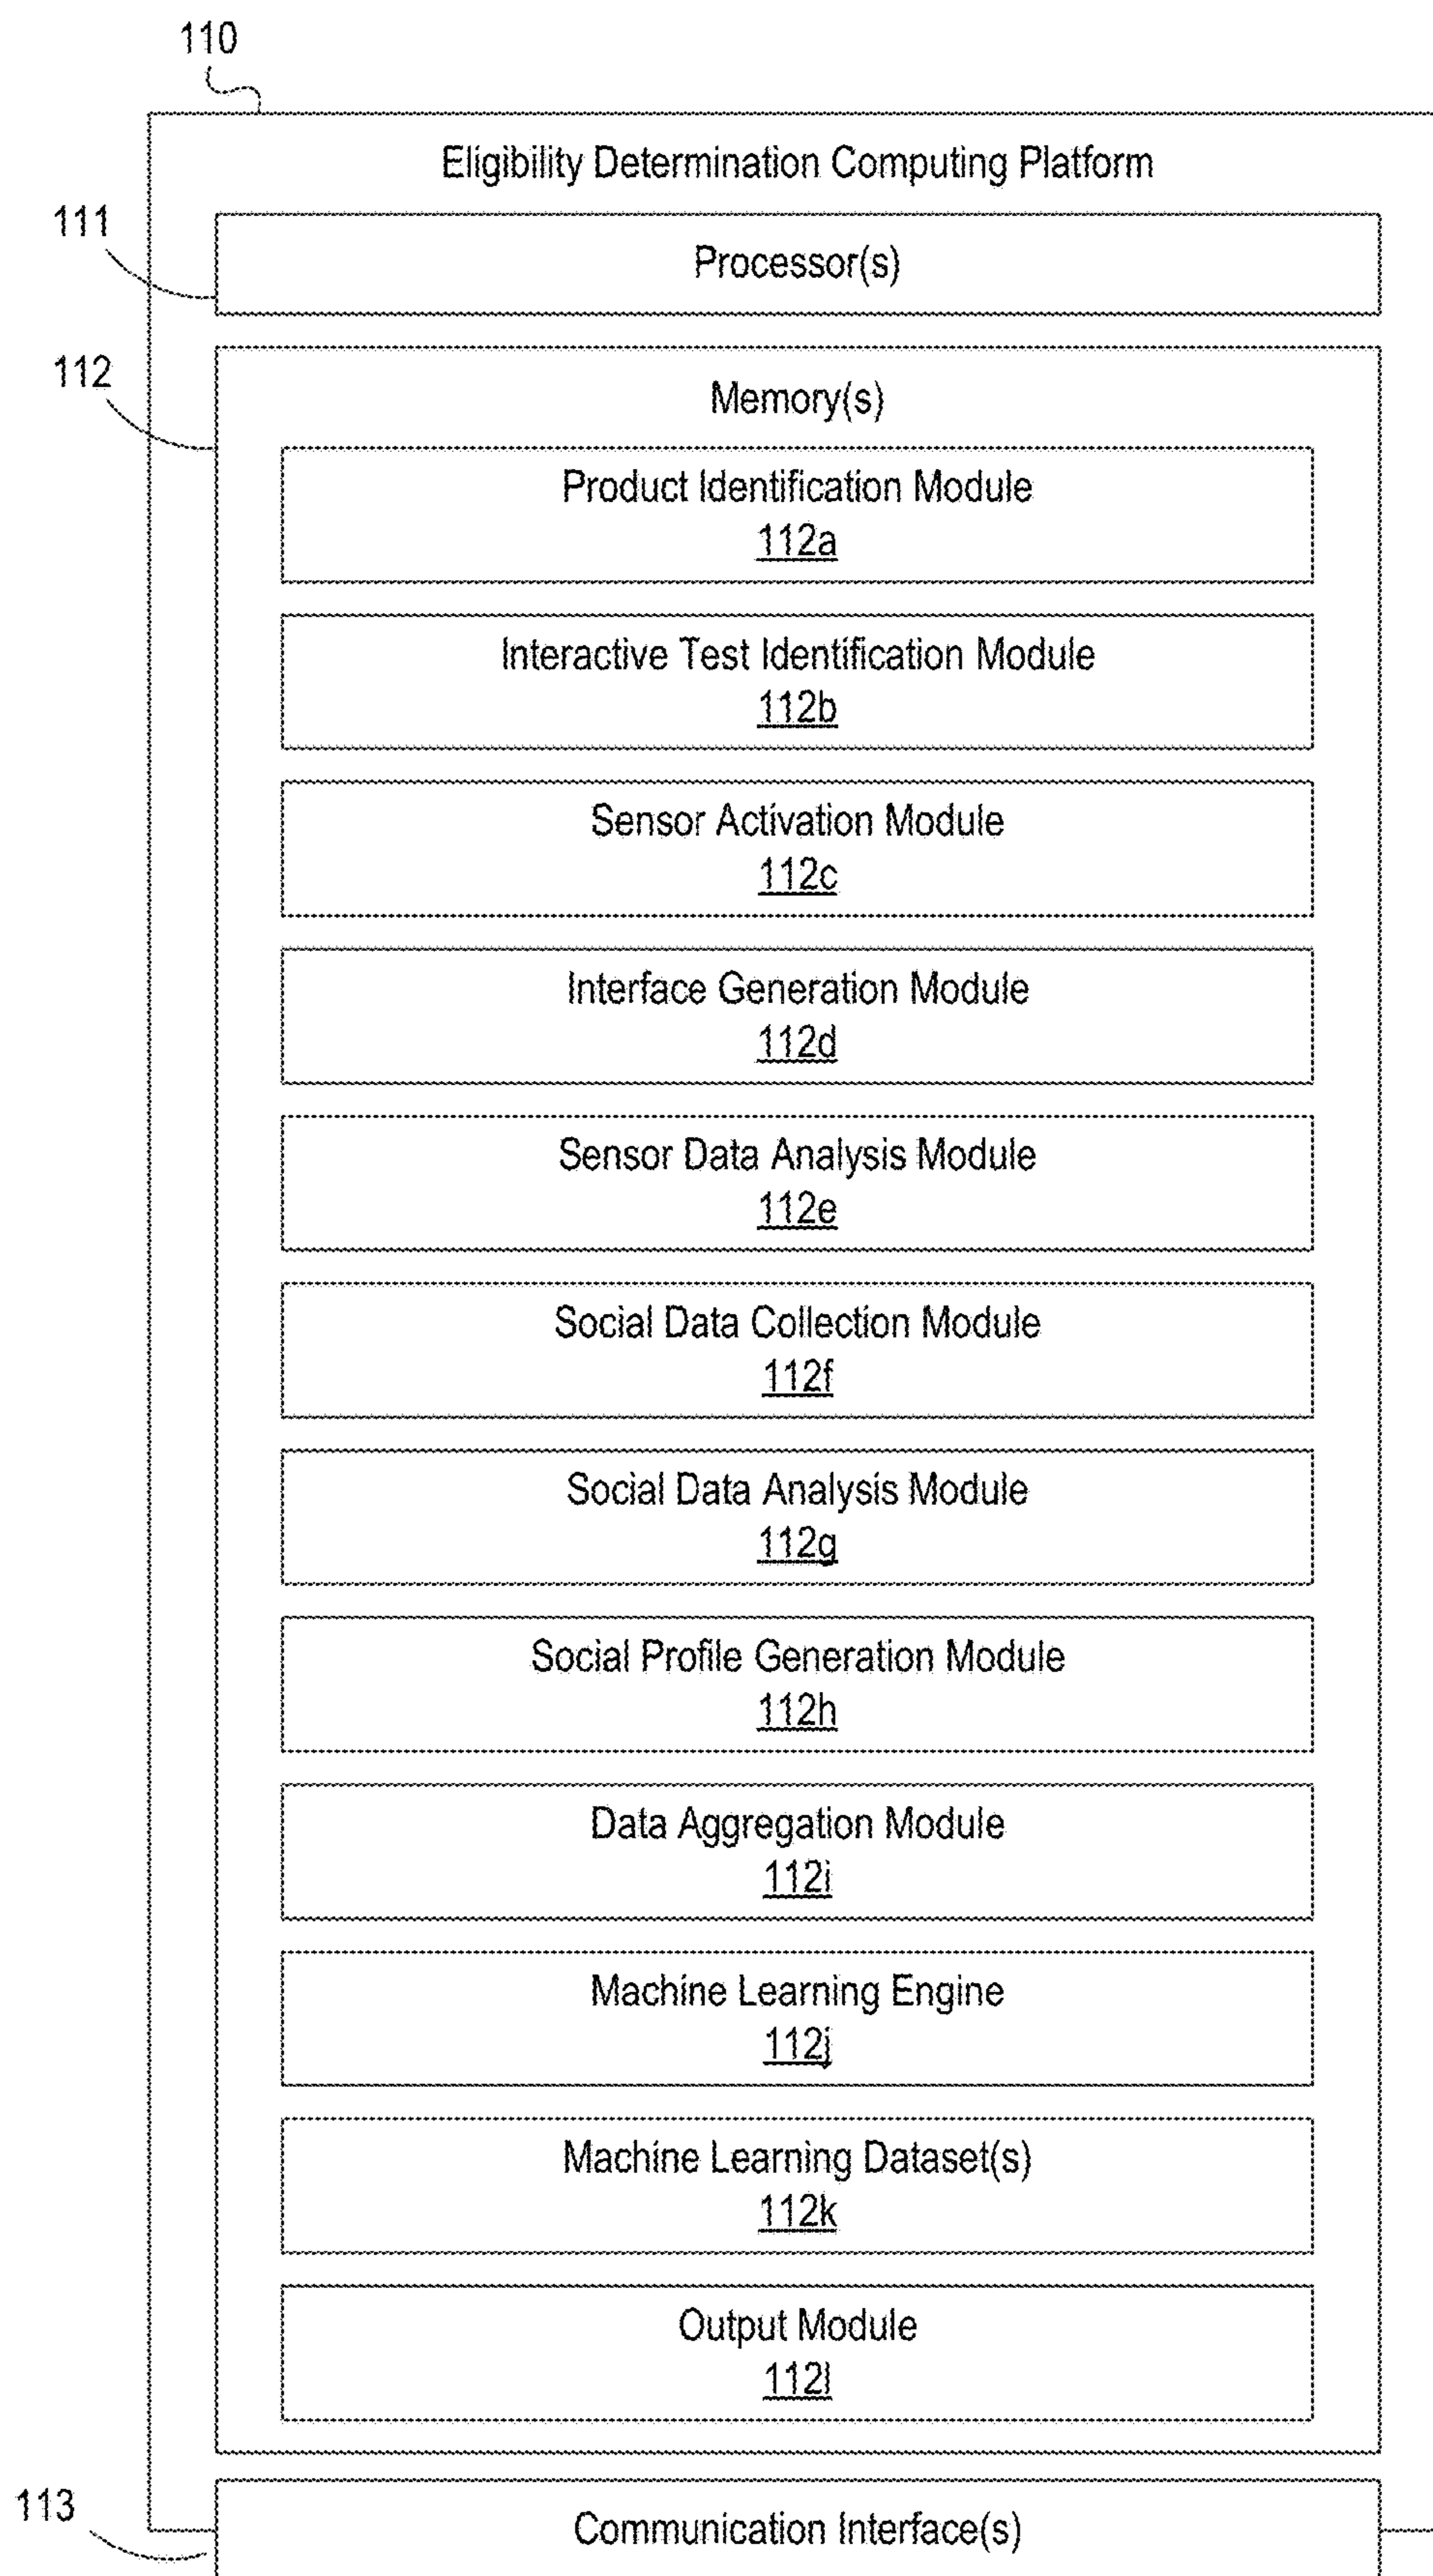 110
Eligibility Determination Computing Platform
111
Processor(s)
112
Memory(s)
Product Identification Module
112a
Interactive Test Identification Module
112b
Sensor Activation Module
112c
Interface Generation Module
112d
Sensor Data Analysis Module
112e
Social Data Collection Module
112f
Social Data Analysis Module
112g
Social Profile Generation Module
112h
Data Aggregation Module
112i
Machine Learning Engine
112j
Machine Learning Dataset(s)
112k
Output Module
112l
113
Communication Interface(s)